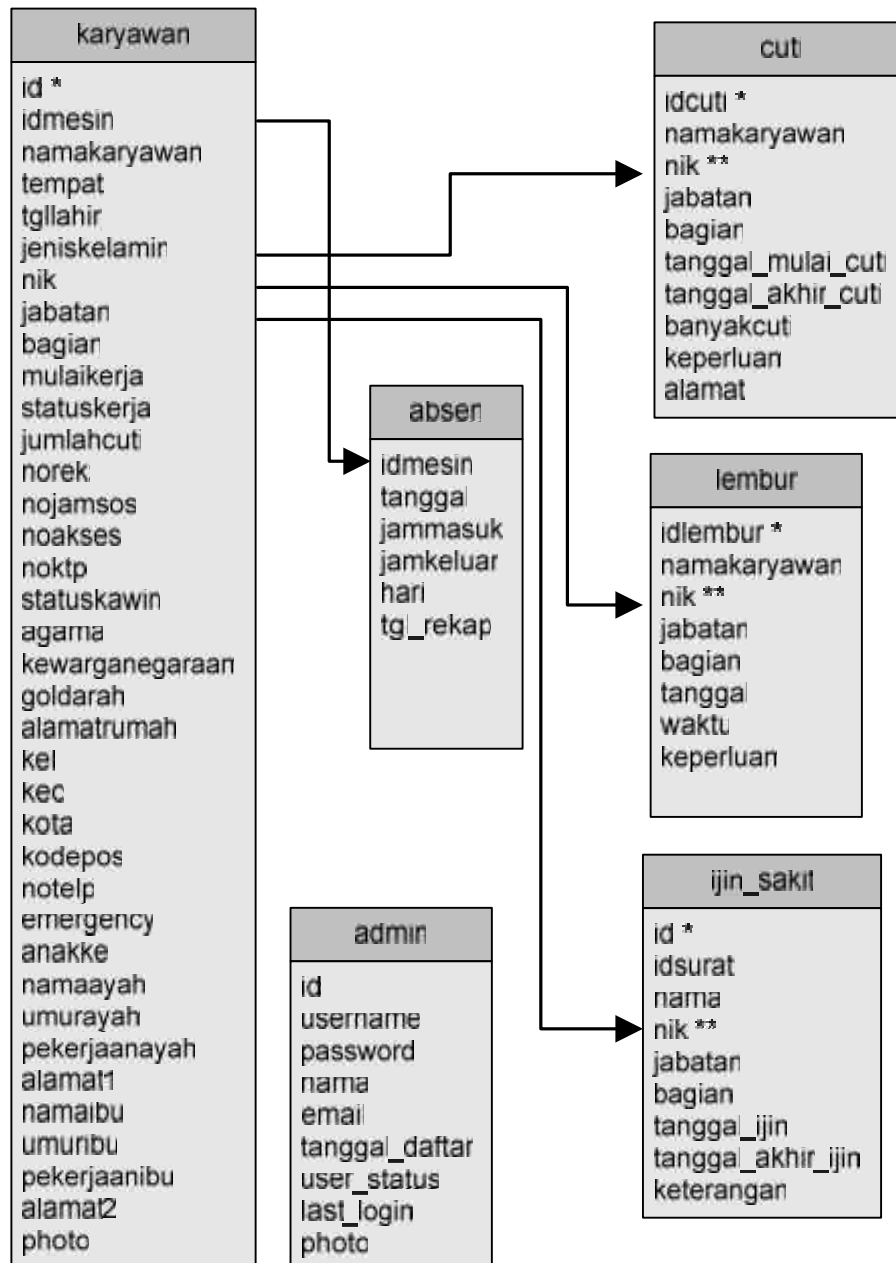 karyawan
id *
idmesin
namakaryawan
tempat
tgllahir
jeniskelamin
nik
jabatan
bagian
mulaikerja
statuskerja
jumlahcuti
norek
nojamsos
noakses
noktp
statuskawin
agama
kewarganegaraan
goldarah
alamatrumah
kel
kec
kota
kodepos
notelp
emergency
anakke
namaayah
umurayah
pekerjaanayah
alamat1
namaibu
umuribu
pekerjaanibu
alamat2
photo
absen
idmesin
tanggal
jammasuk
jamkeluar
hari
tgl_rekap
admin
id
username
password
nama
email
tanggal_daftar
user_status
last_login
photo
cuti
idcuti *
namakaryawan
nik **
jabatan
bagian
tanggal_mulai_cuti
tanggal_akhir_cuti
banyakcuti
keperluan
alamat
lembur
idlembur *
namakaryawan
nik **
jabatan
bagian
tanggal
waktu
keperluan
ijin_sakit
id *
idsurat
nama
nik **
jabatan
bagian
tanggal_ijin
tanggal_akhir_ijin
keterangan